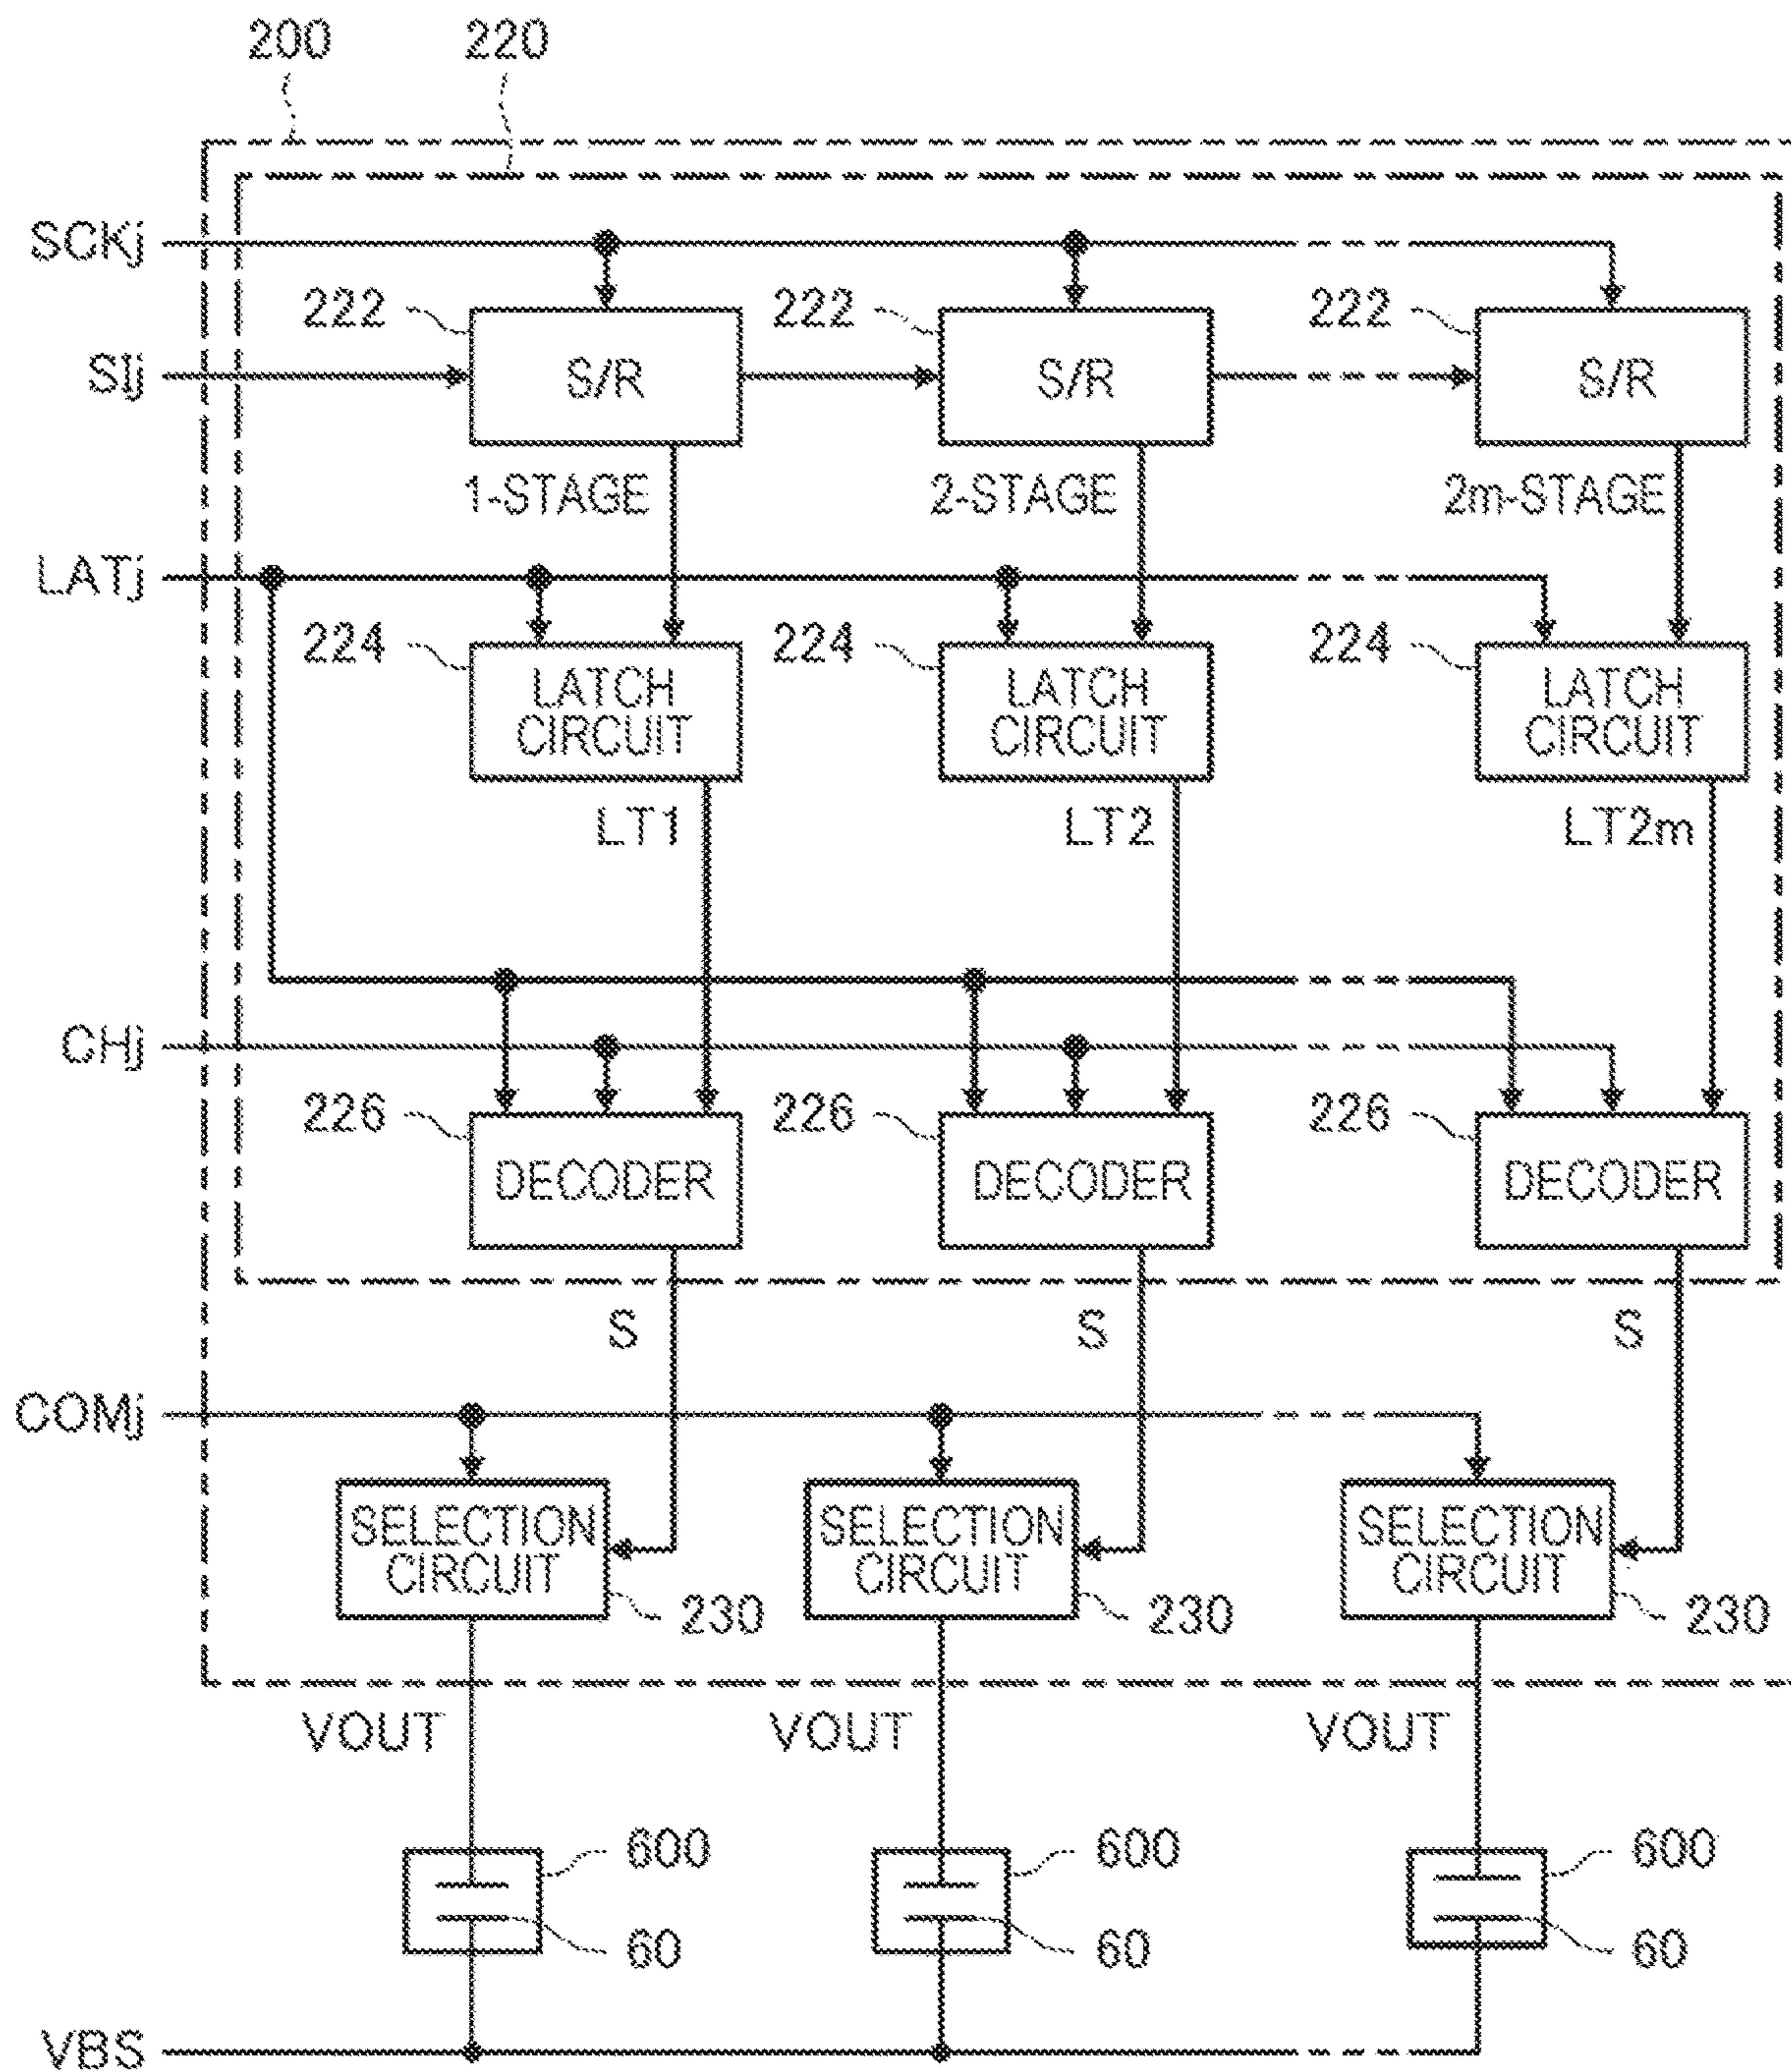 200 220
SCKj
222 222 222
SIj S/R S/R S/R
1-STAGE 2-STAGE 2m-STAGE
LATj
224 224 224
LATCH CIRCUIT LATCH CIRCUIT LATCH CIRCUIT
LT1 LT2 LT2m
CHj
226 226 226
DECODER DECODER DECODER
S S S
COMj
SELECTION CIRCUIT SELECTION CIRCUIT SELECTION CIRCUIT
230 230 230
VOUT VOUT VOUT
600 600 600
60 60 60
VBS